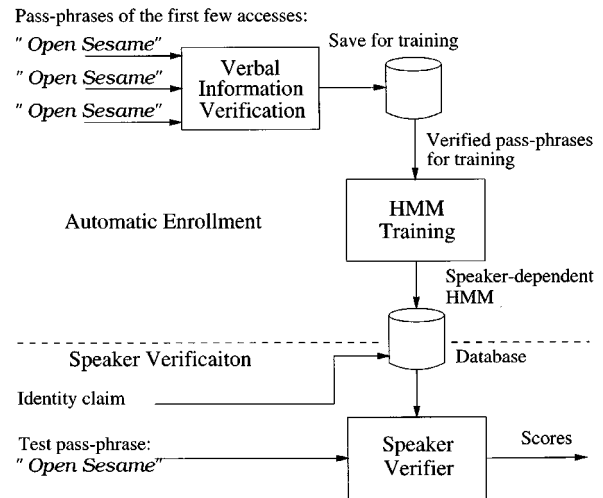 Pass-phrases of the first few accesses:
" Open Sesame"
" Open Sesame"
" Open Sesame"
Verbal
Information
Verification
Save for training
Verified pass-phrases
for training
Automatic Enrollment
HMM
Training
Speaker-dependent
HMM
Speaker Verificaiton
Database
Identity claim
Test pass-phrase:
" Open Sesame"
Speaker
Verifier
Scores